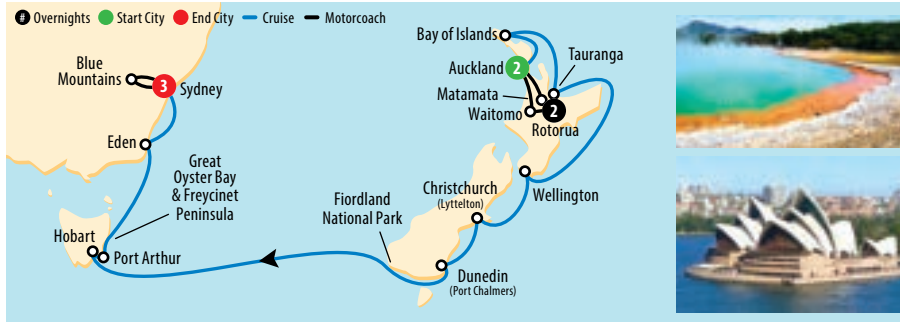 # Overnights Start City End City Cruise Motorcoach
Bay of Islands
Tauranga
Auckland 2
Matamata
Waitomo
2
Rotorua
Blue
Mountains
3
Sydney
Eden
Great
Oyster Bay
& Freycinet
Peninsula
Hobart
Port Arthur
Fiordland
National Park
Christchurch
(Lyttelton)
Wellington
Dunedin
(Port Chalmers)